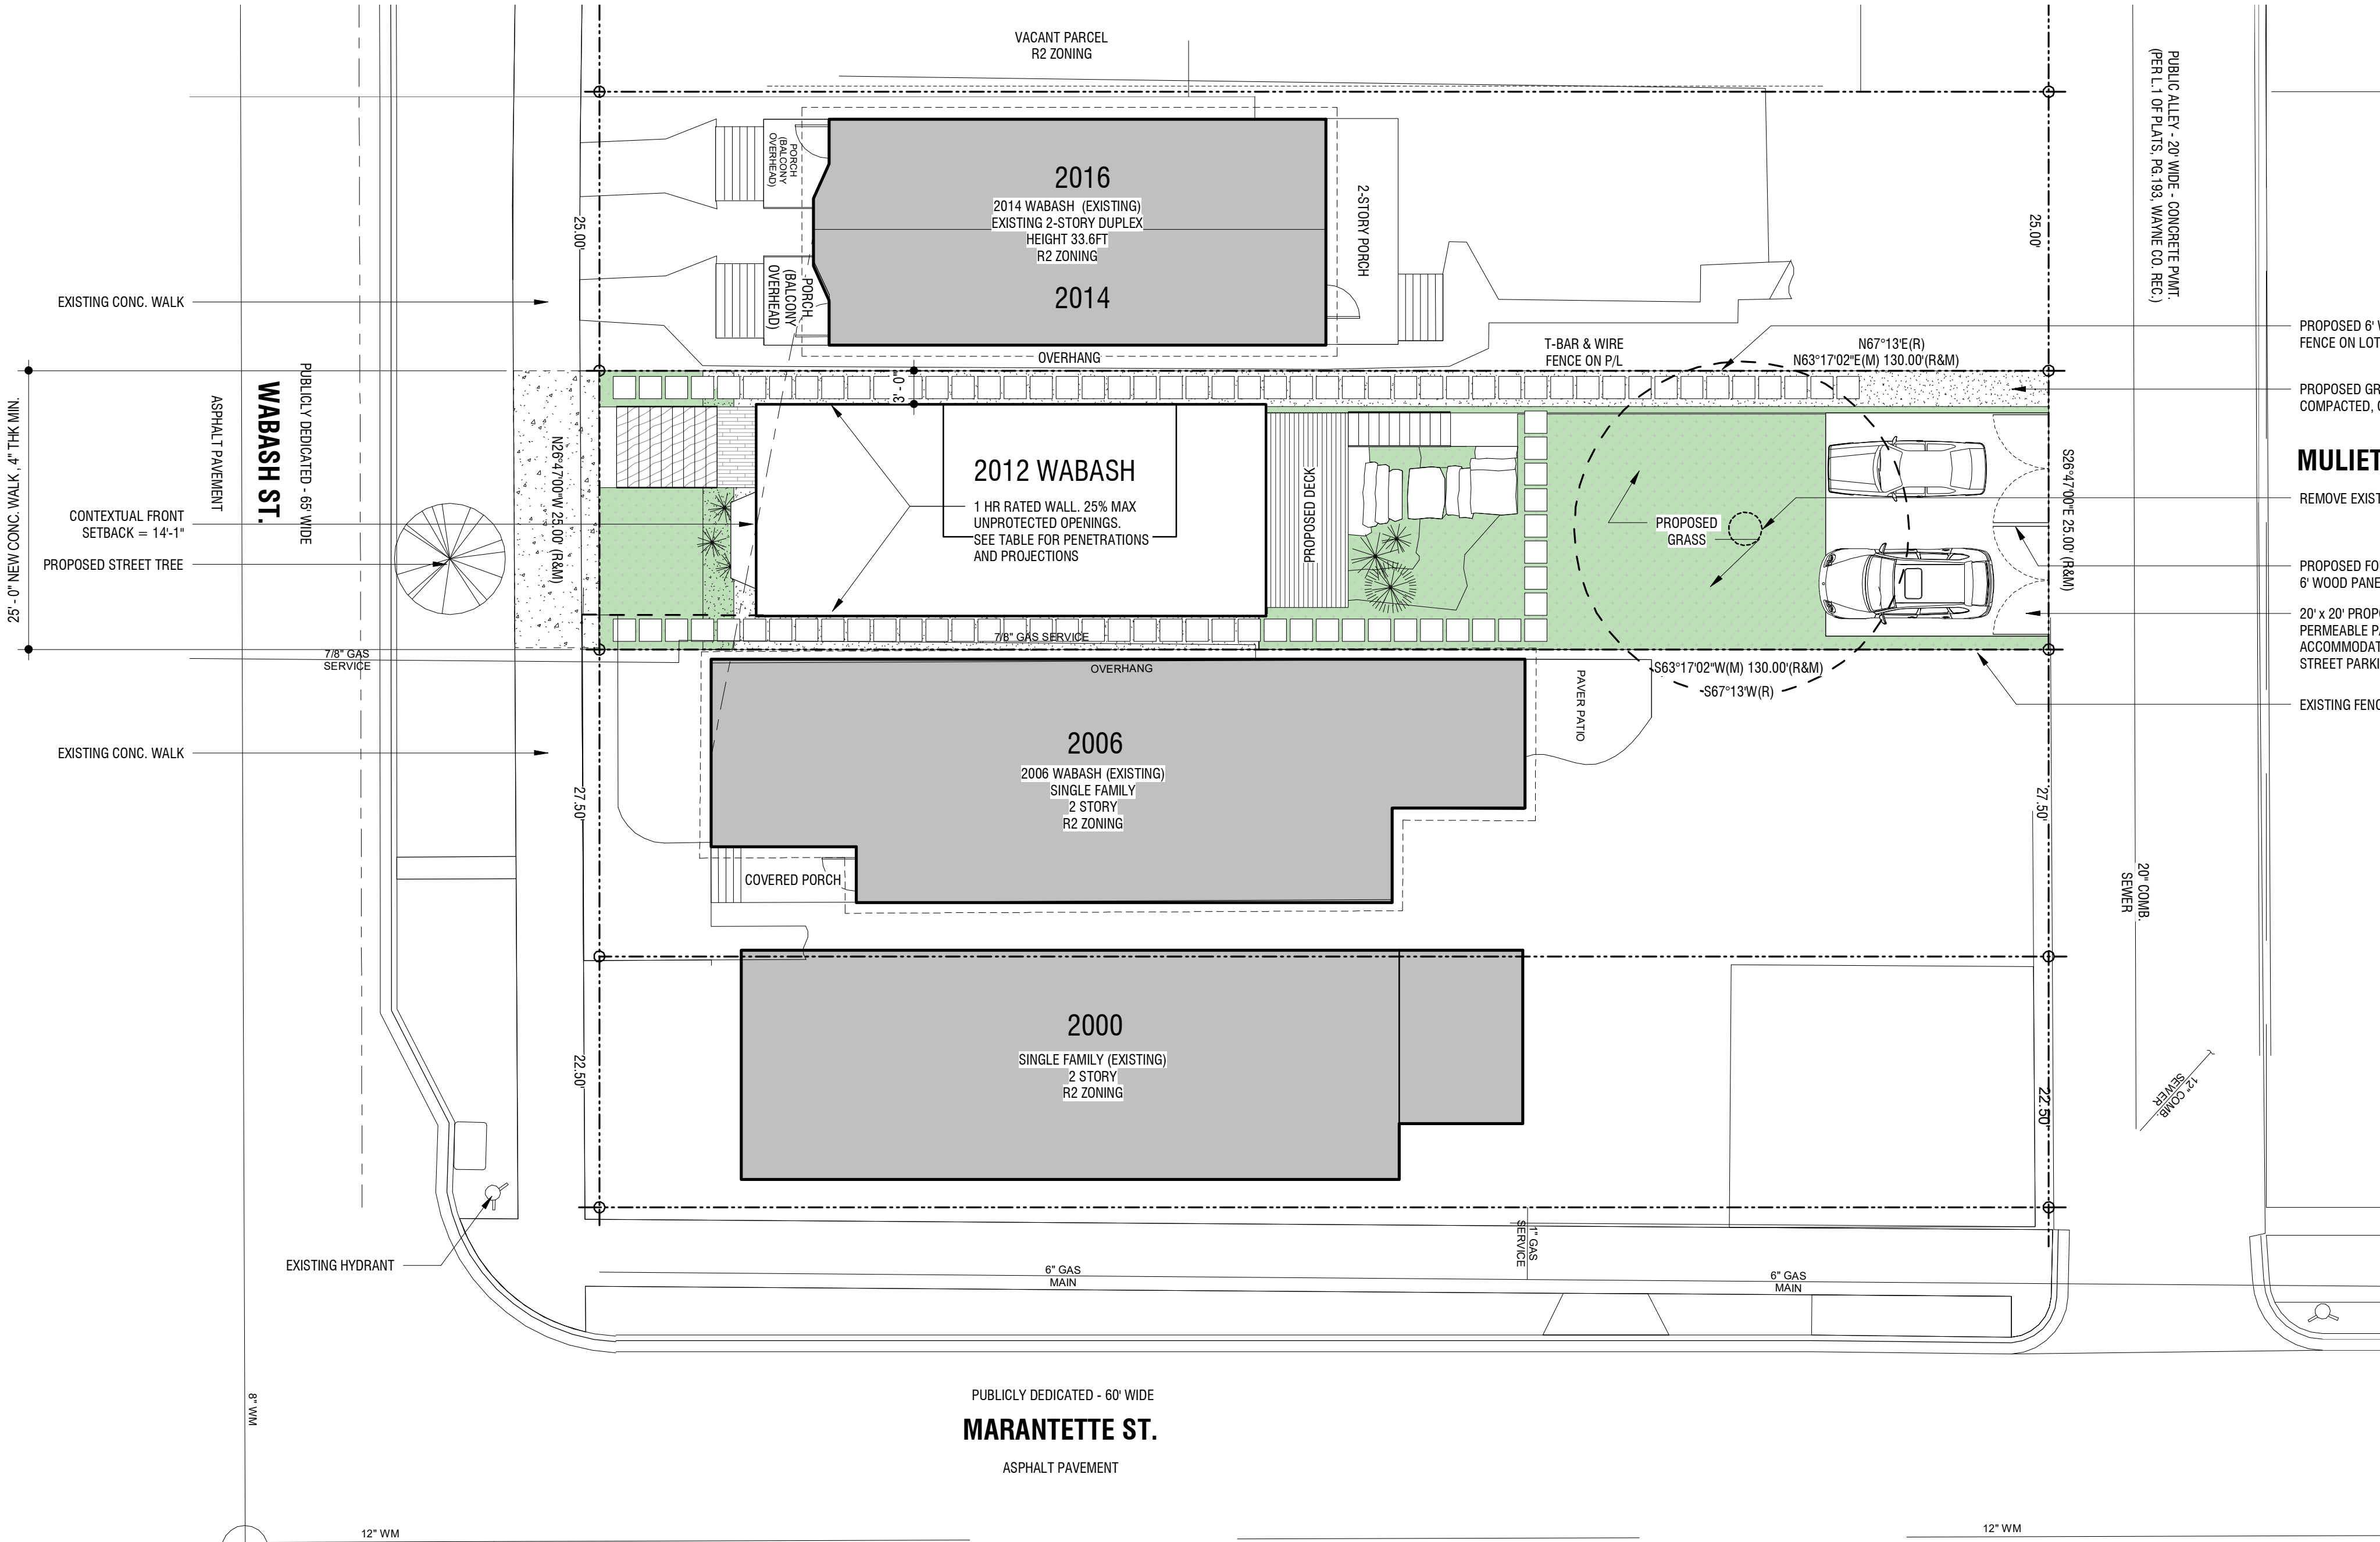 VACANT PARCEL
R2 ZONING
PUBLIC ALLEY - 20' WIDE - CONCRETE PVMT.
(PER L.1 OF PLATS, PG.193, WAYNE CO. REC.)
PORCH
(BALCONY
OVERHEAD)
2016
2014 WABASH (EXISTING)
EXISTING 2-STORY DUPLEX
HEIGHT 33.6FT
R2 ZONING
2014
2-STORY PORCH
25.00'
25.00'
PORCH
(BALCONY
OVERHEAD)
EXISTING CONC. WALK
OVERHANG
T-BAR & WIRE
FENCE ON P/L
N67°13'E(R)
N63°17'02"E(M) 130.00'(R&M)
PROPOSED 6'
FENCE ON LOT
PROPOSED GR
COMPACTED,
MULIET
REMOVE EXIST
PROPOSED FO
6' WOOD PANE
20' x 20' PROPO
PERMEABLE PA
ACCOMMODAT
STREET PARKI
EXISTING FENC
25'- 0" NEW CONC. WALK , 4" THK MIN.
ASPHALT PAVEMENT
WABASH ST.
PUBLICLY DEDICATED - 65' WIDE
CONTEXTUAL FRONT
SETBACK = 14'-1"
PROPOSED STREET TREE
N26°47'00"W 25.00' (R&M)
3'-0"
2012 WABASH
1 HR RATED WALL. 25% MAX
UNPROTECTED OPENINGS.
SEE TABLE FOR PENETRATIONS
AND PROJECTIONS
PROPOSED DECK
PROPOSED
GRASS
S26°47'00"E 25.00' (R&M)
7/8" GAS SERVICE
7/8" GAS
SERVICE
OVERHANG
S63°17'02"W(M) 130.00'(R&M)
S67°13'W(R)
PAVER PATIO
EXISTING CONC. WALK
2006
2006 WABASH (EXISTING)
SINGLE FAMILY
2 STORY
R2 ZONING
27.50'
27.50'
COVERED PORCH
20" COMB.
SEWER
2000
SINGLE FAMILY (EXISTING)
2 STORY
R2 ZONING
22.50'
22.50'
12" COMB.
SEWER
EXISTING HYDRANT
1" GAS
SERVICE
6" GAS
MAIN
6" GAS
MAIN
PUBLICLY DEDICATED - 60' WIDE
MARANTETTE ST.
ASPHALT PAVEMENT
8" WM
12" WM
12" WM